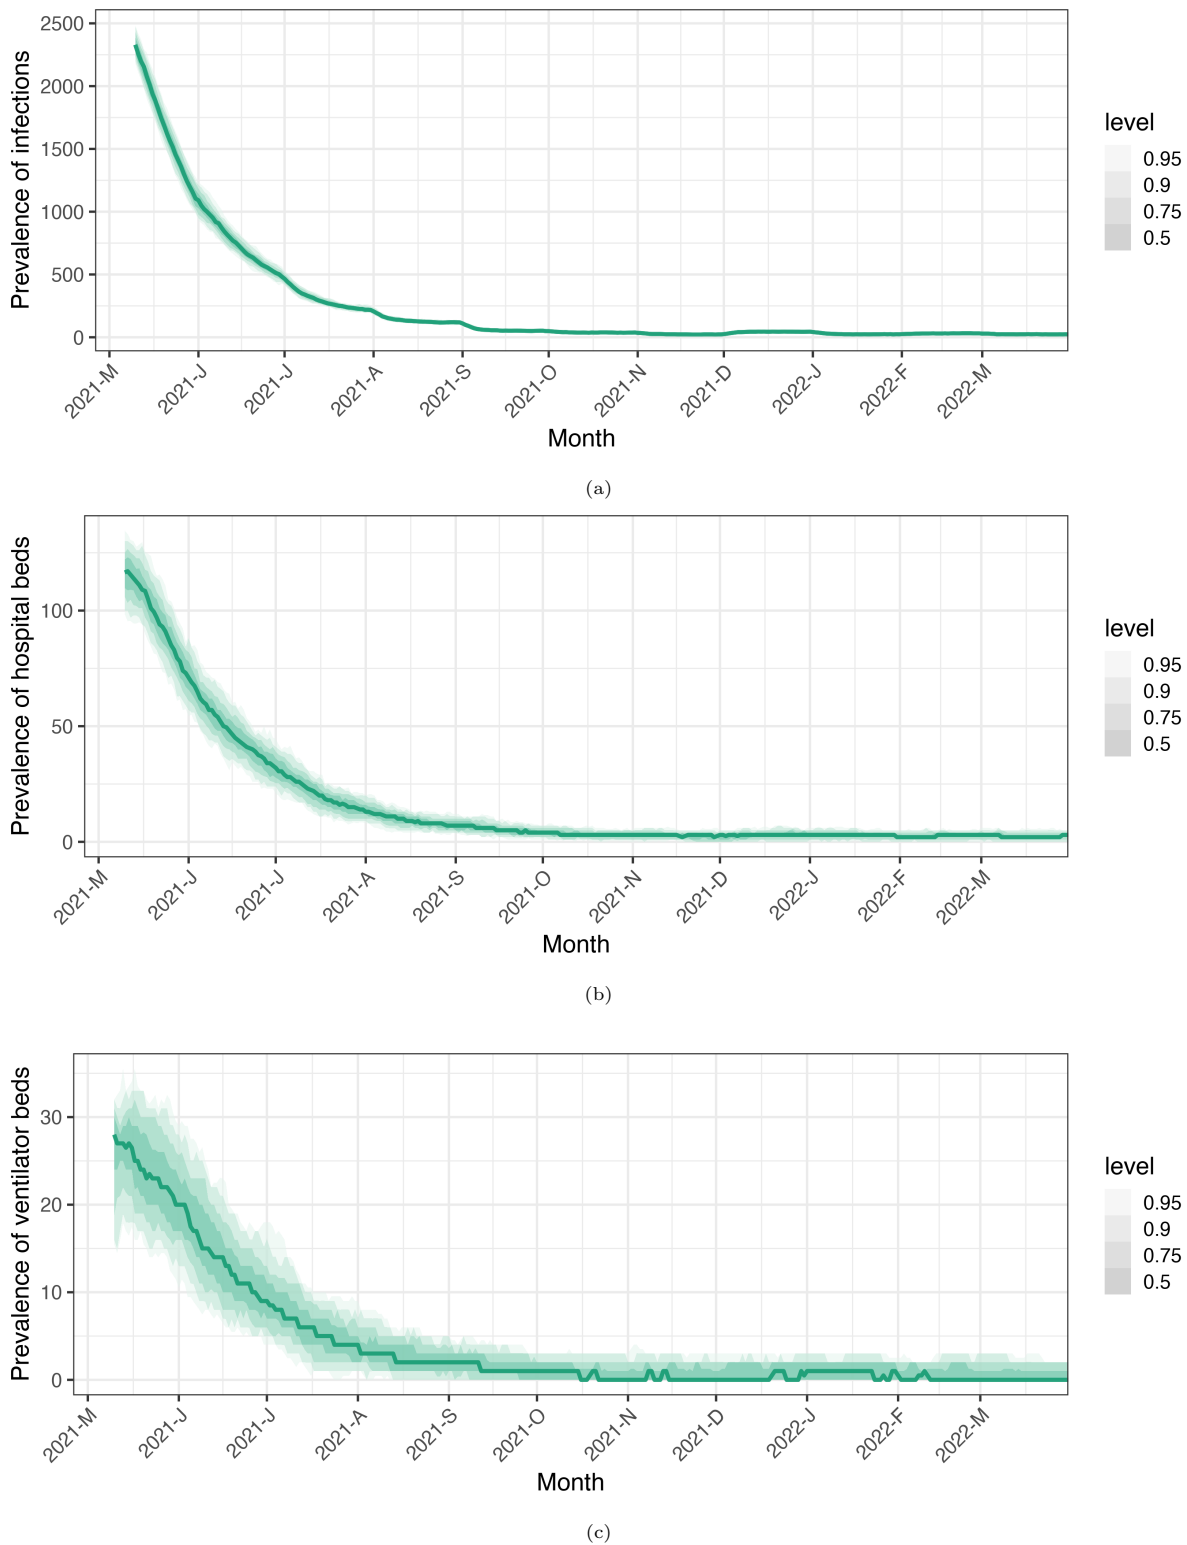 Prevalence of infections
2500
2000
1500
1000
500
0
2021-M
2021-J
2021-J
2021-A
2021-S
2021-O
2021-N
2021-D
2022-J
2022-F
2022-M
Month
level
0.95
0.9
0.75
0.5
(a)
Prevalence of hospital beds
100
50
0
2021-M
2021-J
2021-J
2021-A
2021-S
2021-O
2021-N
2021-D
2022-J
2022-F
2022-M
Month
level
0.95
0.9
0.75
0.5
(b)
Prevalence of ventilator beds
30
20
10
0
2021-M
2021-J
2021-J
2021-A
2021-S
2021-O
2021-N
2021-D
2022-J
2022-F
2022-M
Month
level
0.95
0.9
0.75
0.5
(c)